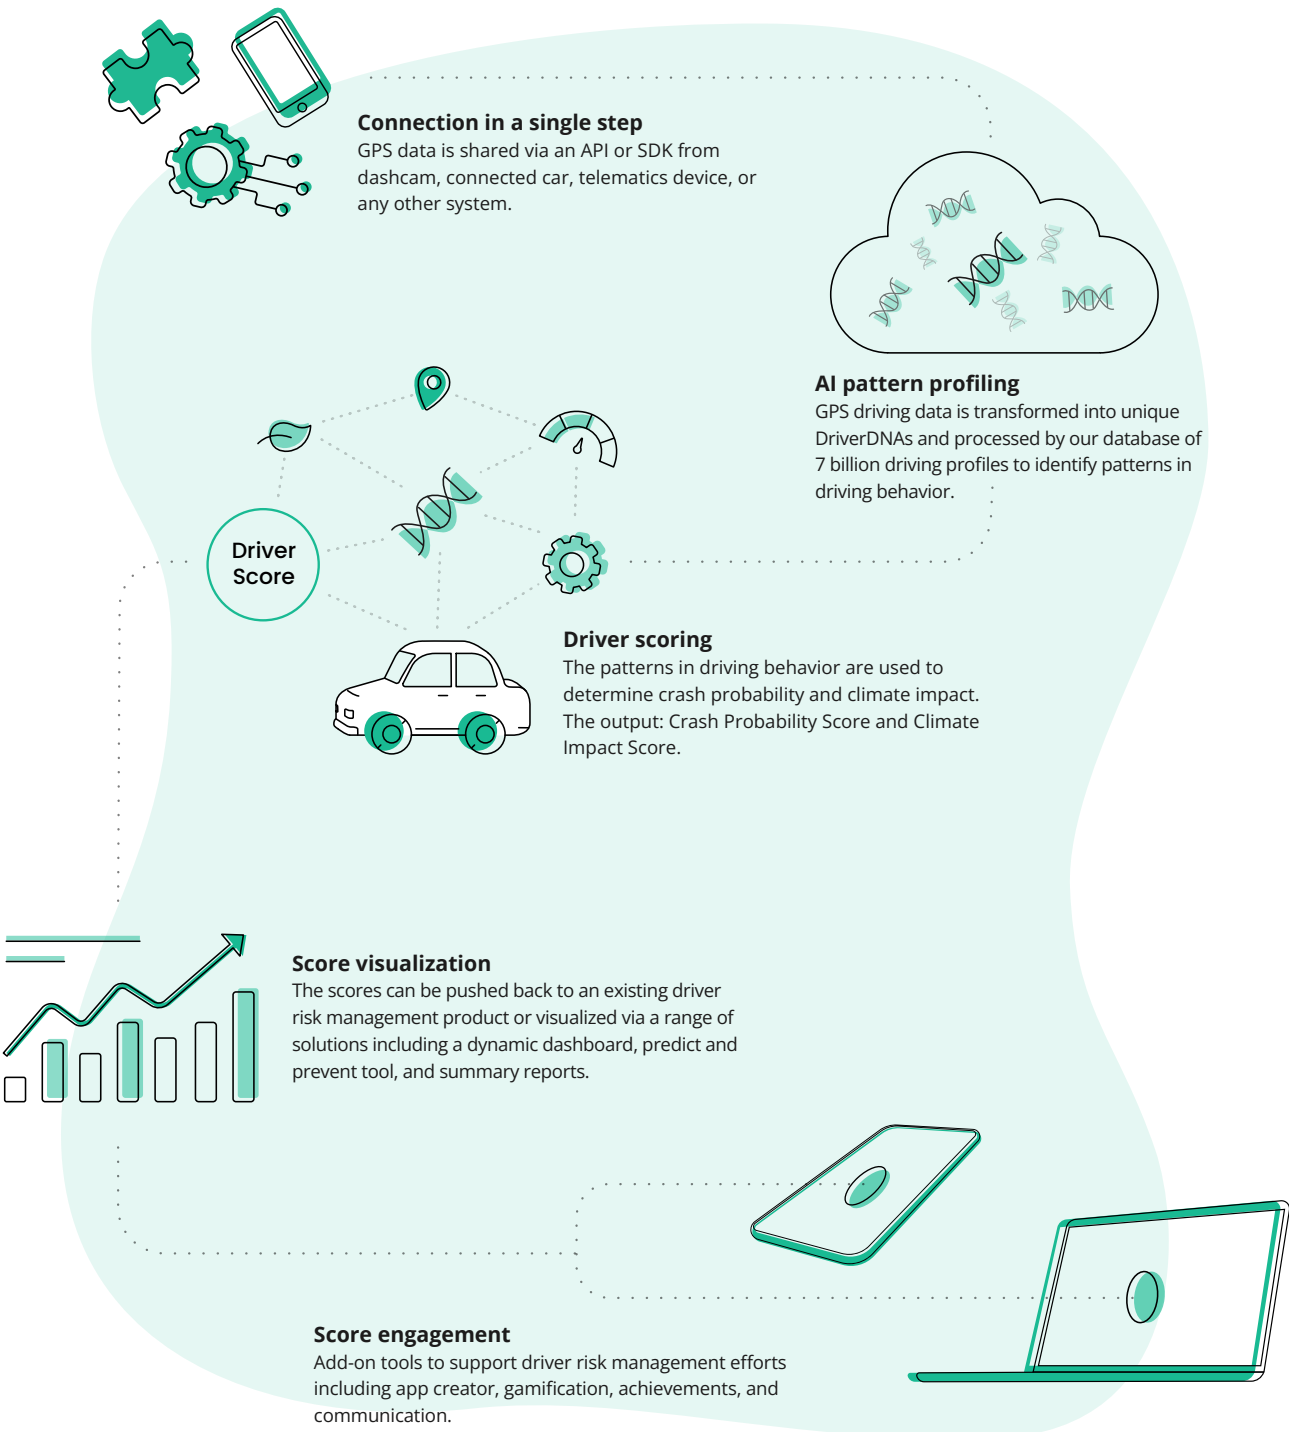 Connection in a single step
GPS data is shared via an API or SDK from
dashcam, connected car, telematics device, or
any other system.
AI pattern profiling
GPS driving data is transformed into unique
DriverDNAs and processed by our database of
7 billion driving profiles to identify patterns in
driving behavior.
Driver
Score
Driver scoring
The patterns in driving behavior are used to
determine crash probability and climate impact.
The output: Crash Probability Score and Climate
Impact Score.
Score visualization
The scores can be pushed back to an existing driver
risk management product or visualized via a range of
solutions including a dynamic dashboard, predict and
prevent tool, and summary reports.
Score engagement
Add-on tools to support driver risk management efforts
including app creator, gamification, achievements, and
communication.